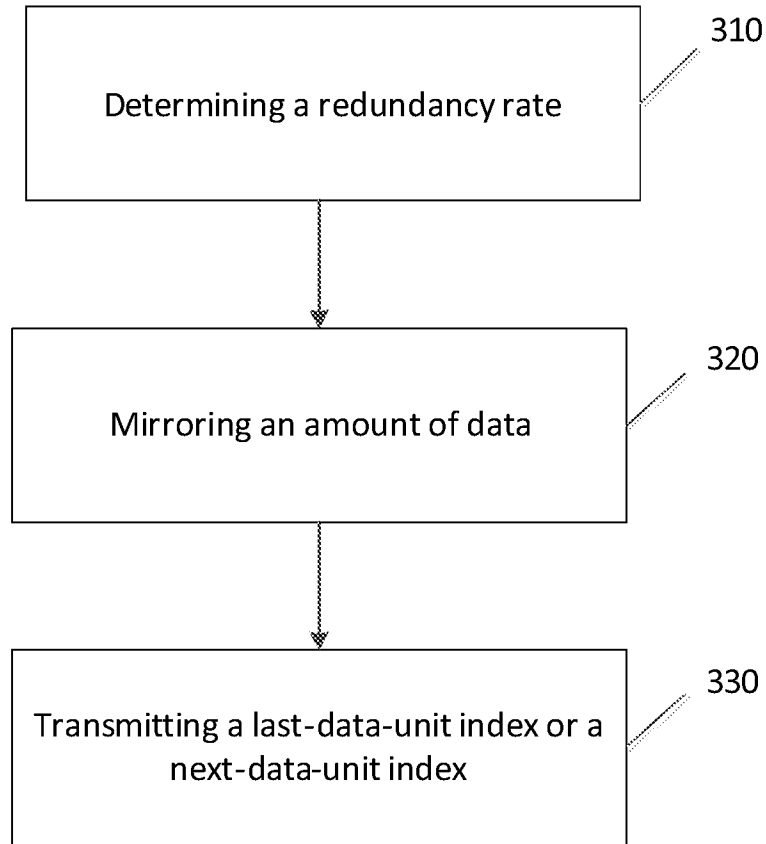 310
Determining a redundancy rate
320
Mirroring an amount of data
330
Transmitting a last-data-unit index or a
next-data-unit index